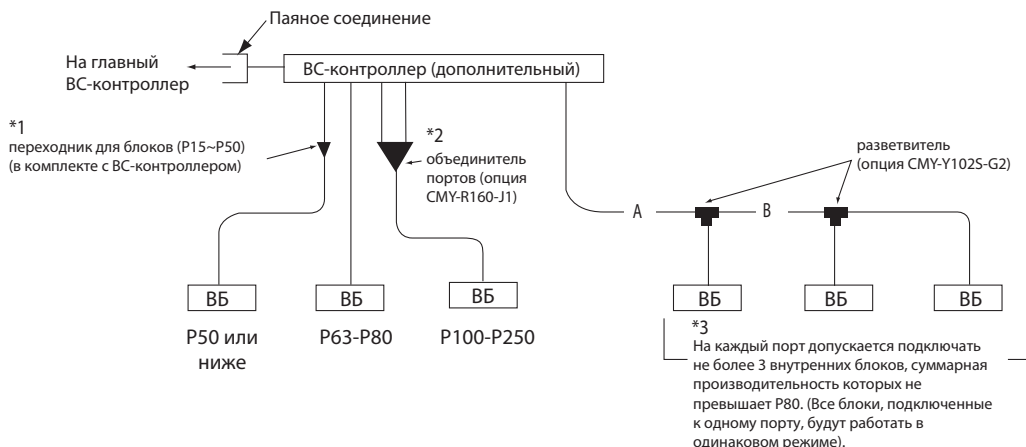 Паяное соединение
На главный
ВС-контроллер
ВС-контроллер (дополнительный)
*1
переходник для блоков (P15~P50)
(в комплекте с ВС-контроллером)
*2
объединитель
портов (опция
CMY-R160-J1)
разветвитель
(опция CMY-Y102S-G2)
A
B
ВБ
ВБ
ВБ
ВБ
ВБ
ВБ
P50 или
ниже
P63-P80
P100-P250
*3
На каждый порт допускается подключать
не более 3 внутренних блоков, суммарная
производительность которых не
превышает P80. (Все блоки, подключенные
к одному порту, будут работать в
одинаковом режиме).